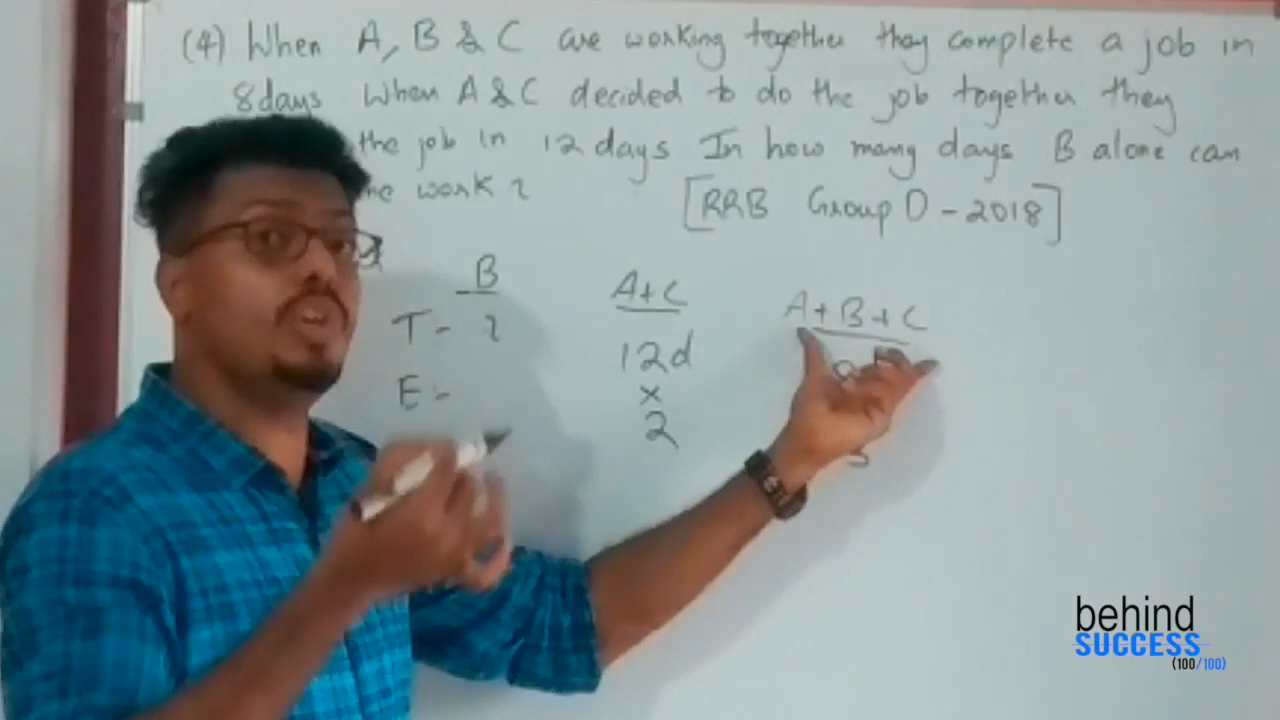 (4) When A, B & C are working together they complete a job in
8days When A & C decided to do the job together they
the job in 12 days In how many days B alone can
work ?
[RRB Group D - 2018]
B A+C A+B+C
T - ? 12d
E :- x
2 3
behind
SUCCESS
(100/100)